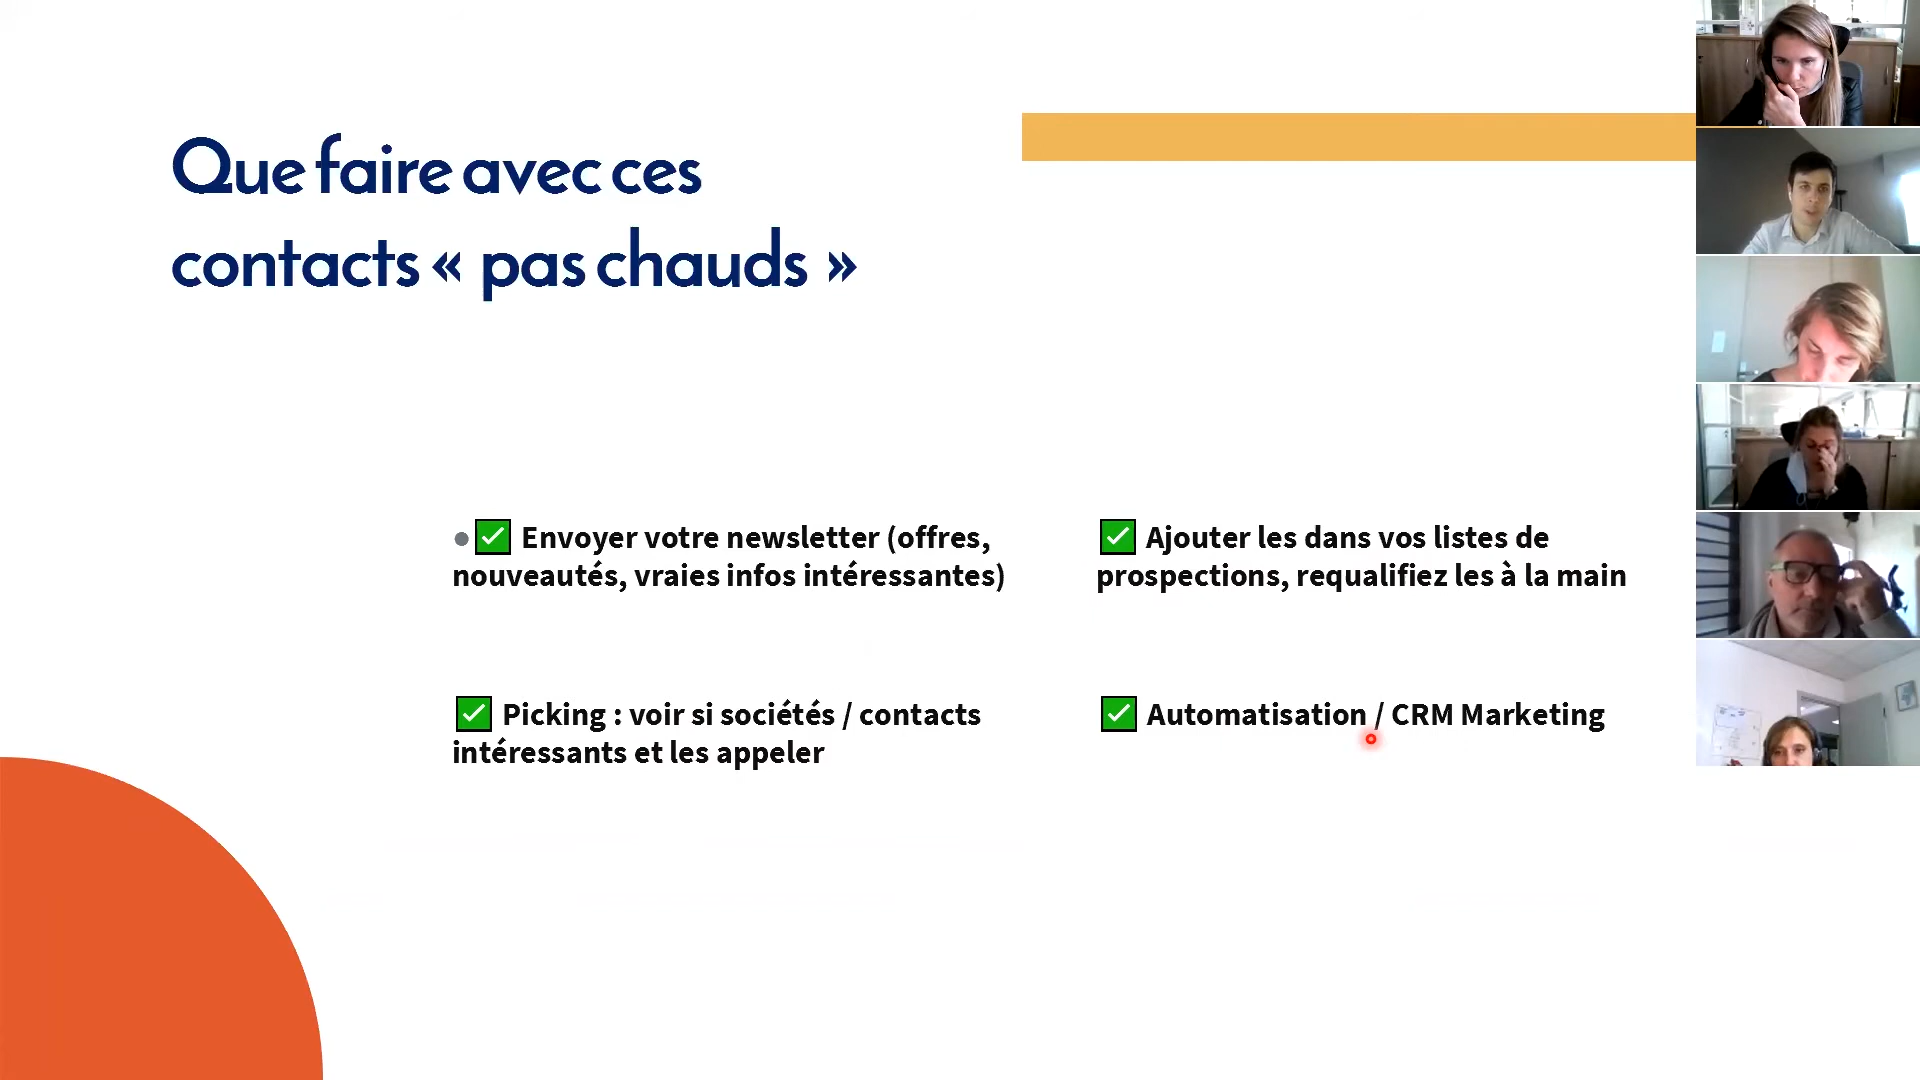 Que faire avec ces
contacts « pas chauds »
Envoyer votre newsletter (offres,
nouveautés, vraies infos intéressantes)
Ajouter les dans vos listes de
prospections, requalifiez les à la main
Picking : voir si sociétés / contacts
intéressants et les appeler
Automatisation / CRM Marketing